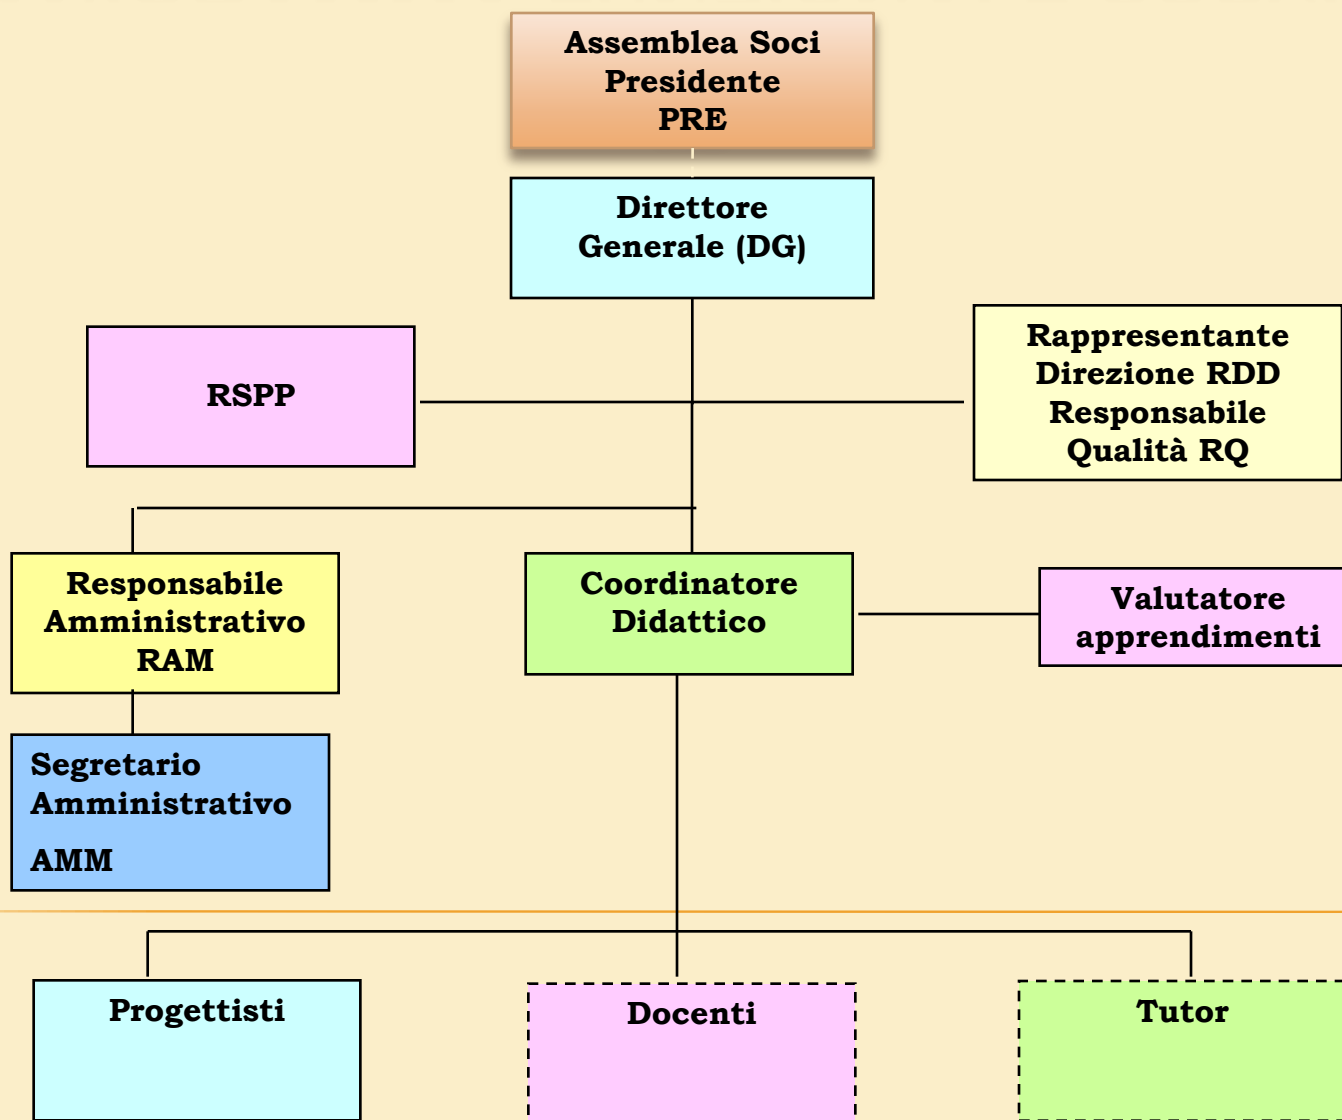 Assemblea Soci
Presidente
PRE
Direttore
Generale (DG)
RSPP
Rappresentante
Direzione RDD
Responsabile
Qualità RQ
Responsabile
Amministrativo
RAM
Coordinatore
Didattico
Valutatore
apprendimenti
Segretario
Amministrativo
AMM
Progettisti
Docenti
Tutor